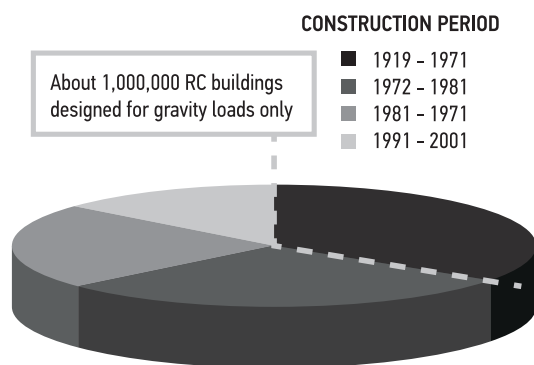 CONSTRUCTION PERIOD
1919 – 1971
1972 – 1981
1981 – 1971
1991 – 2001
About 1,000,000 RC buildings
designed for gravity loads only